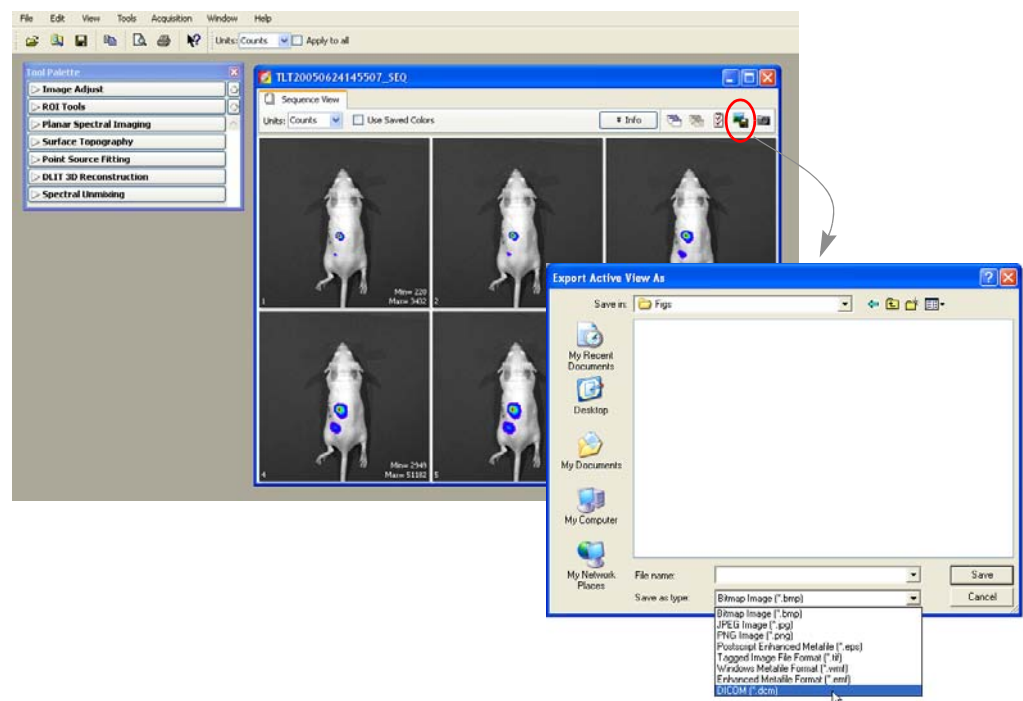 File Edit View Tools Acquisition Window Help
Units: Counts Apply to all
Tool Palette
Image Adjust
ROI Tools
Planar Spectral Imaging
Surface Topography
Point Source Fitting
DLIT 3D Reconstruction
Spectral Unmixing
TLT20050624145507_SEQ
Sequence View
Units: Counts Use Saved Colors Info
Min= 220
1 Max= 3432 2
Min= 2949
4 Max= 51182 5
Export Active View As
Save in: Figs
My Recent
Documents
Desktop
My Documents
My Computer
My Network
Places
File name: Save
Save as type: Bitmap Image (*.bmp) Cancel
Bitmap Image (*.bmp)
JPEG Image (*.jpg)
PNG Image (*.png)
Postscript Enhanced Metafile (*.eps)
Tagged Image File Format (*.tif)
Windows Metafile Format (*.wmf)
Enhanced Metafile Format (*.emf)
DICOM (*.dcm)